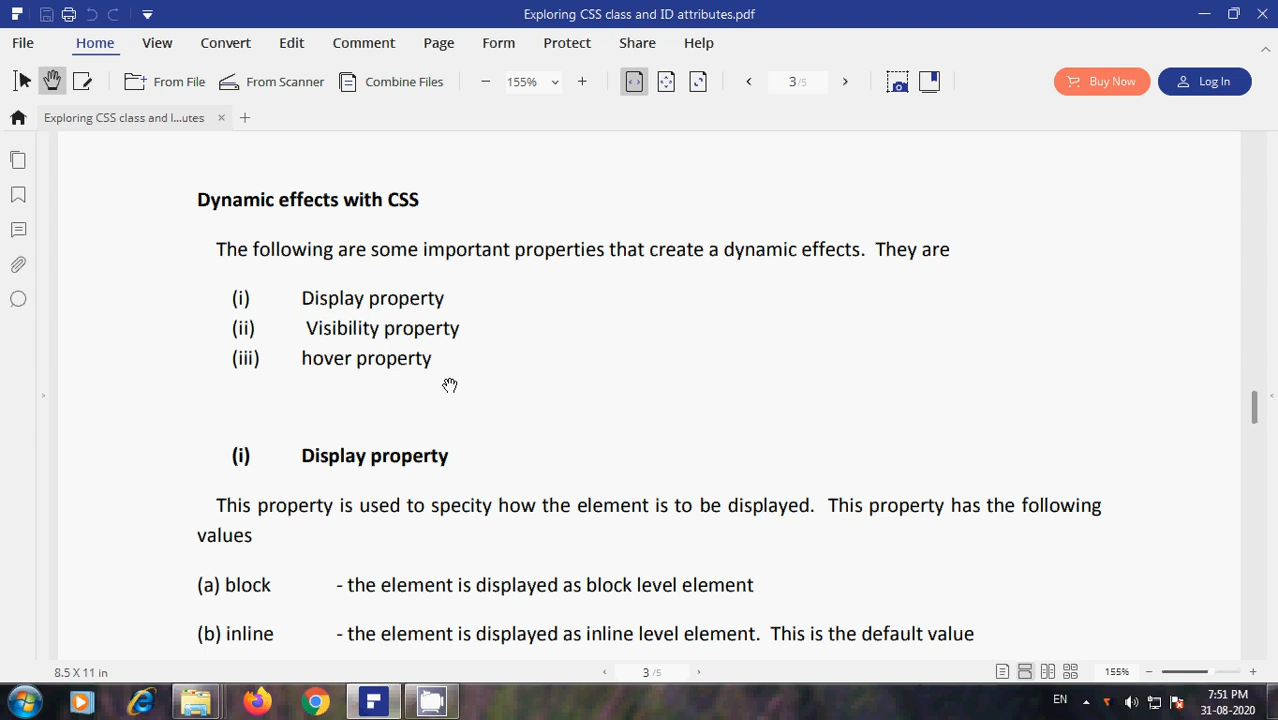 Exploring CSS class and ID attributes.pdf
File Home View Convert Edit Comment Page Form Protect Share Help
From File From Scanner Combine Files 155% 3/5 Buy Now Log In
Exploring CSS class and I...utes
Dynamic effects with CSS
The following are some important properties that create a dynamic effects. They are
(i) Display property
(ii) Visibility property
(iii) hover property
(i) Display property
This property is used to specity how the element is to be displayed. This property has the following
values
(a) block - the element is displayed as block level element
(b) inline - the element is displayed as inline level element. This is the default value
8.5 X 11 in 3/5 155%
EN 7:51 PM
31-08-2020